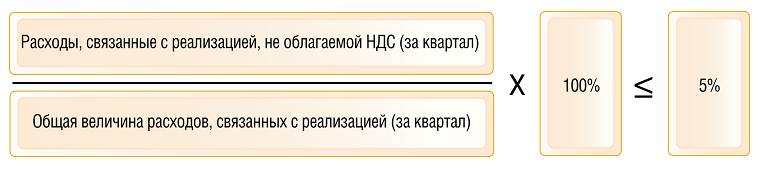 Расходы, связанные с реализацией, не облагаемой НДС (за квартал)
Х 100% ≤ 5%
Общая величина расходов, связанных с реализацией (за квартал)